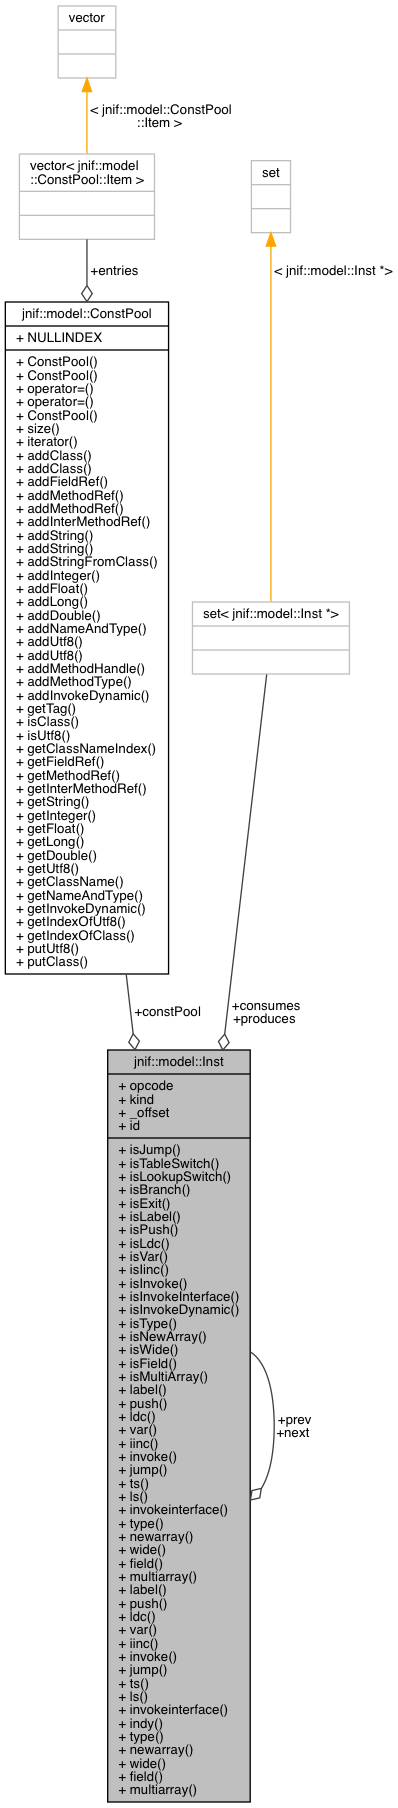 vector
< jnif::model::ConstPool
::Item >
vector< jnif::model
::ConstPool::Item >
set
+entries
< jnif::model::Inst *>
jnif::model::ConstPool
+ NULLINDEX
+ ConstPool()
+ ConstPool()
+ operator=()
+ operator=()
+ ConstPool()
+ size()
+ iterator()
+ addClass()
+ addClass()
+ addFieldRef()
+ addMethodRef()
+ addMethodRef()
+ addInterMethodRef()
+ addString()
+ addString()
+ addStringFromClass()
+ addInteger()
+ addFloat()
+ addLong()
+ addDouble()
+ addNameAndType()
+ addUtf8()
+ addUtf8()
+ addMethodHandle()
+ addMethodType()
+ addInvokeDynamic()
+ getTag()
+ isClass()
+ isUtf8()
+ getClassNameIndex()
+ getFieldRef()
+ getMethodRef()
+ getInterMethodRef()
+ getString()
+ getInteger()
+ getFloat()
+ getLong()
+ getDouble()
+ getUtf8()
+ getClassName()
+ getNameAndType()
+ getInvokeDynamic()
+ getIndexOfUtf8()
+ getIndexOfClass()
+ putUtf8()
+ putClass()
set< jnif::model::Inst *>
+constPool
+consumes
+produces
jnif::model::Inst
+ opcode
+ kind
+ _offset
+ id
+ isJump()
+ isTableSwitch()
+ isLookupSwitch()
+ isBranch()
+ isExit()
+ isLabel()
+ isPush()
+ isLdc()
+ isVar()
+ isIinc()
+ isInvoke()
+ isInvokeInterface()
+ isInvokeDynamic()
+ isType()
+ isNewArray()
+ isWide()
+ isField()
+ isMultiArray()
+ label()
+ push()
+ ldc()
+ var()
+ iinc()
+ invoke()
+ jump()
+ ts()
+ ls()
+ invokeinterface()
+ type()
+ newarray()
+ wide()
+ field()
+ multiarray()
+ label()
+ push()
+ ldc()
+ var()
+ iinc()
+ invoke()
+ jump()
+ ts()
+ ls()
+ invokeinterface()
+ indy()
+ type()
+ newarray()
+ wide()
+ field()
+ multiarray()
+prev
+next